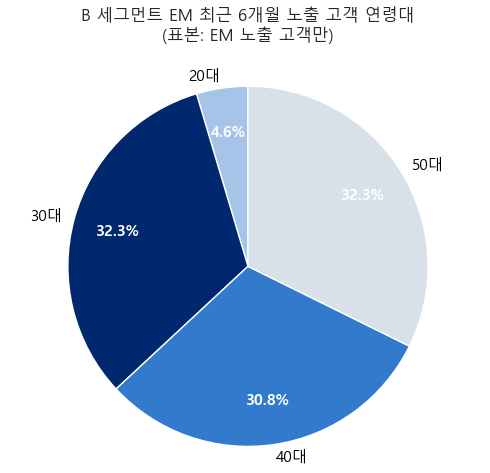 B 세그먼트 EM 최근 6개월 노출 고객 연령대
(표본: EM 노출 고객만)
20대
4.6%
50대
32.3%
30대
32.3%
30.8%
40대